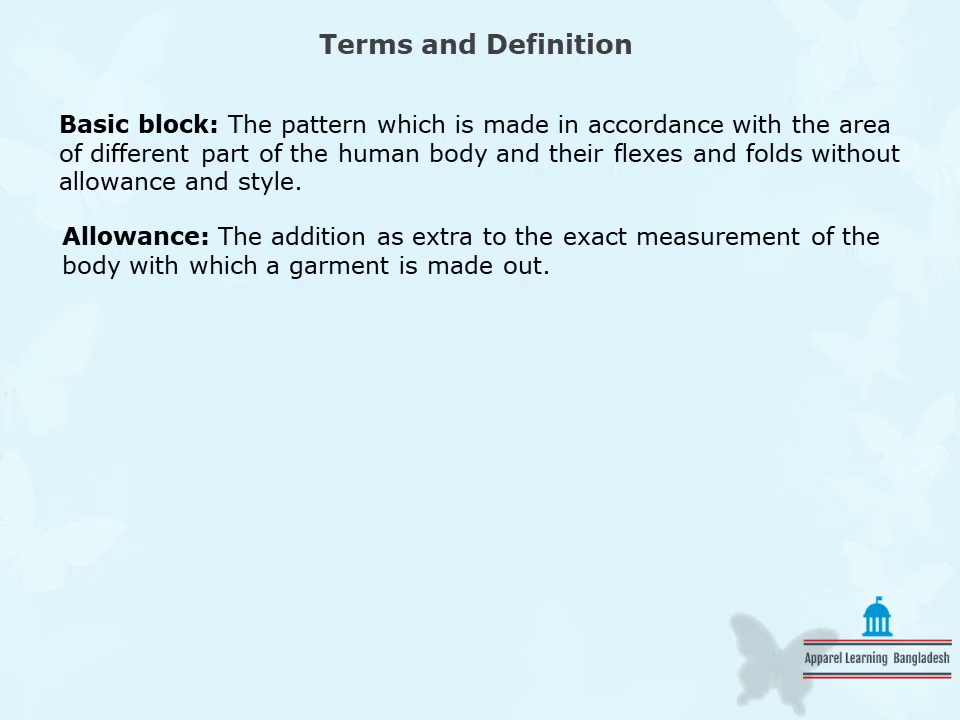 Terms and Definition
Basic block: The pattern which is made in accordance with the area
of different part of the human body and their flexes and folds without
allowance and style.
Allowance: The addition as extra to the exact measurement of the
body with which a garment is made out.
Apparel Learning Bangladesh